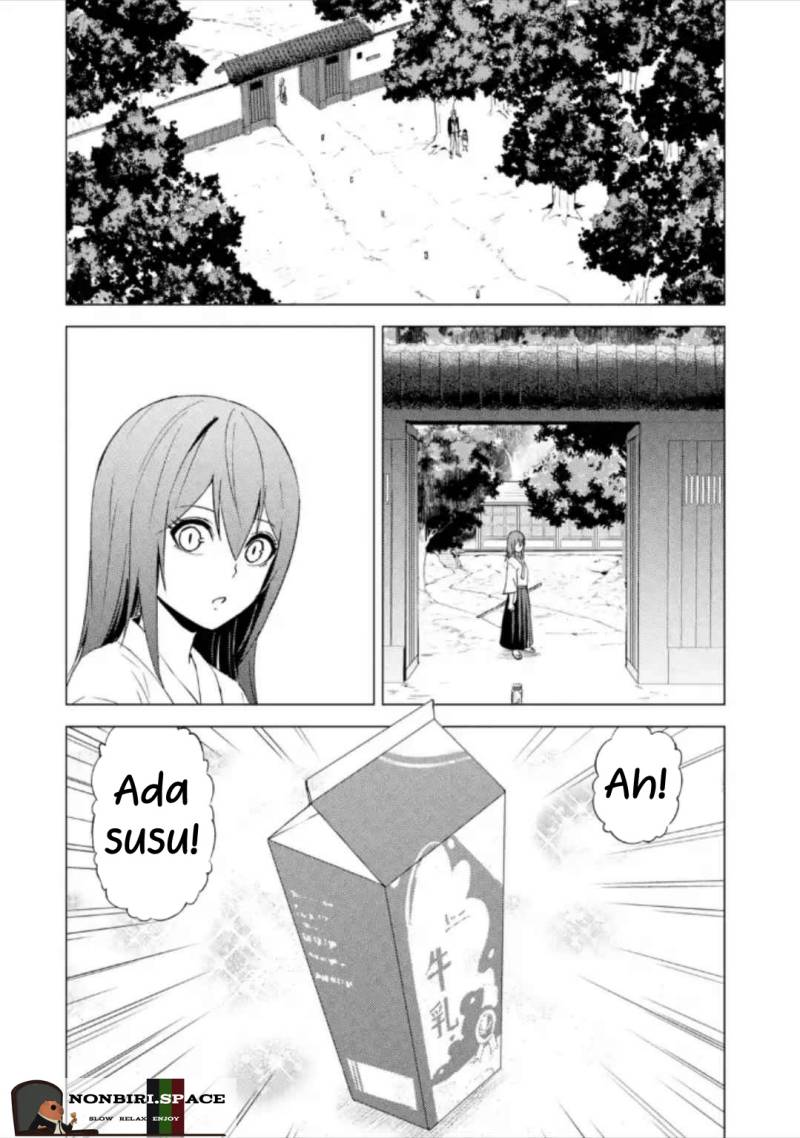 Ah!
Ada
susu!
牛
乳
NONBIRI.SPACE
SLOW RELAX ENJOY